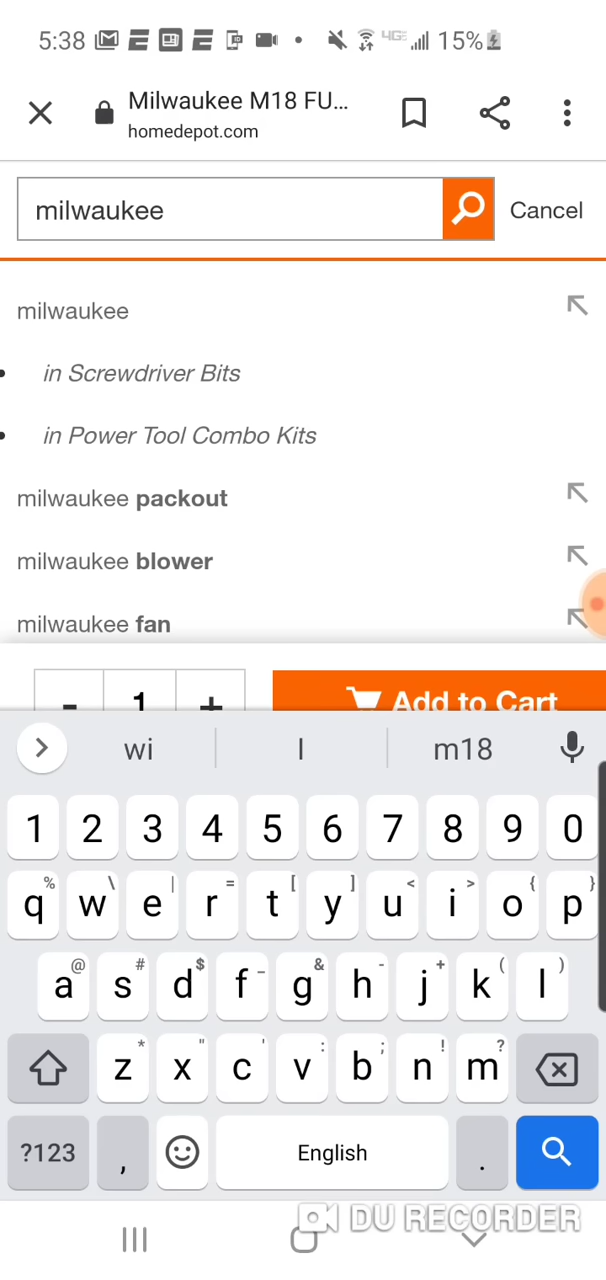 5:38 4GE 15%
Milwaukee M18 FU...
homedepot.com
milwaukee Cancel
milwaukee
in Screwdriver Bits
in Power Tool Combo Kits
milwaukee packout
milwaukee blower
milwaukee fan
- 1 + Add to Cart
wi | l | m18
1 2 3 4 5 6 7 8 9 0
% \ | = [ ] < > { }
q w e r t y u i o p
@ # $ _ & - + ( )
a s d f g h j k l
* " ' : ; ! ?
z x c v b n m
?123 , English .
DU RECORDER